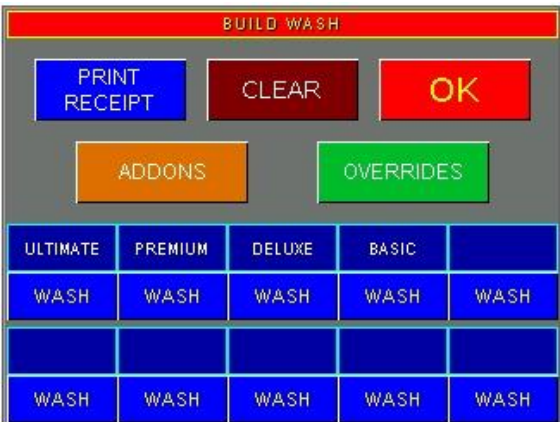 BUILD WASH
PRINT
RECEIPT
CLEAR
OK
ADDONS
OVERRIDES
ULTIMATE PREMIUM DELUXE BASIC
WASH WASH WASH WASH WASH
WASH WASH WASH WASH WASH